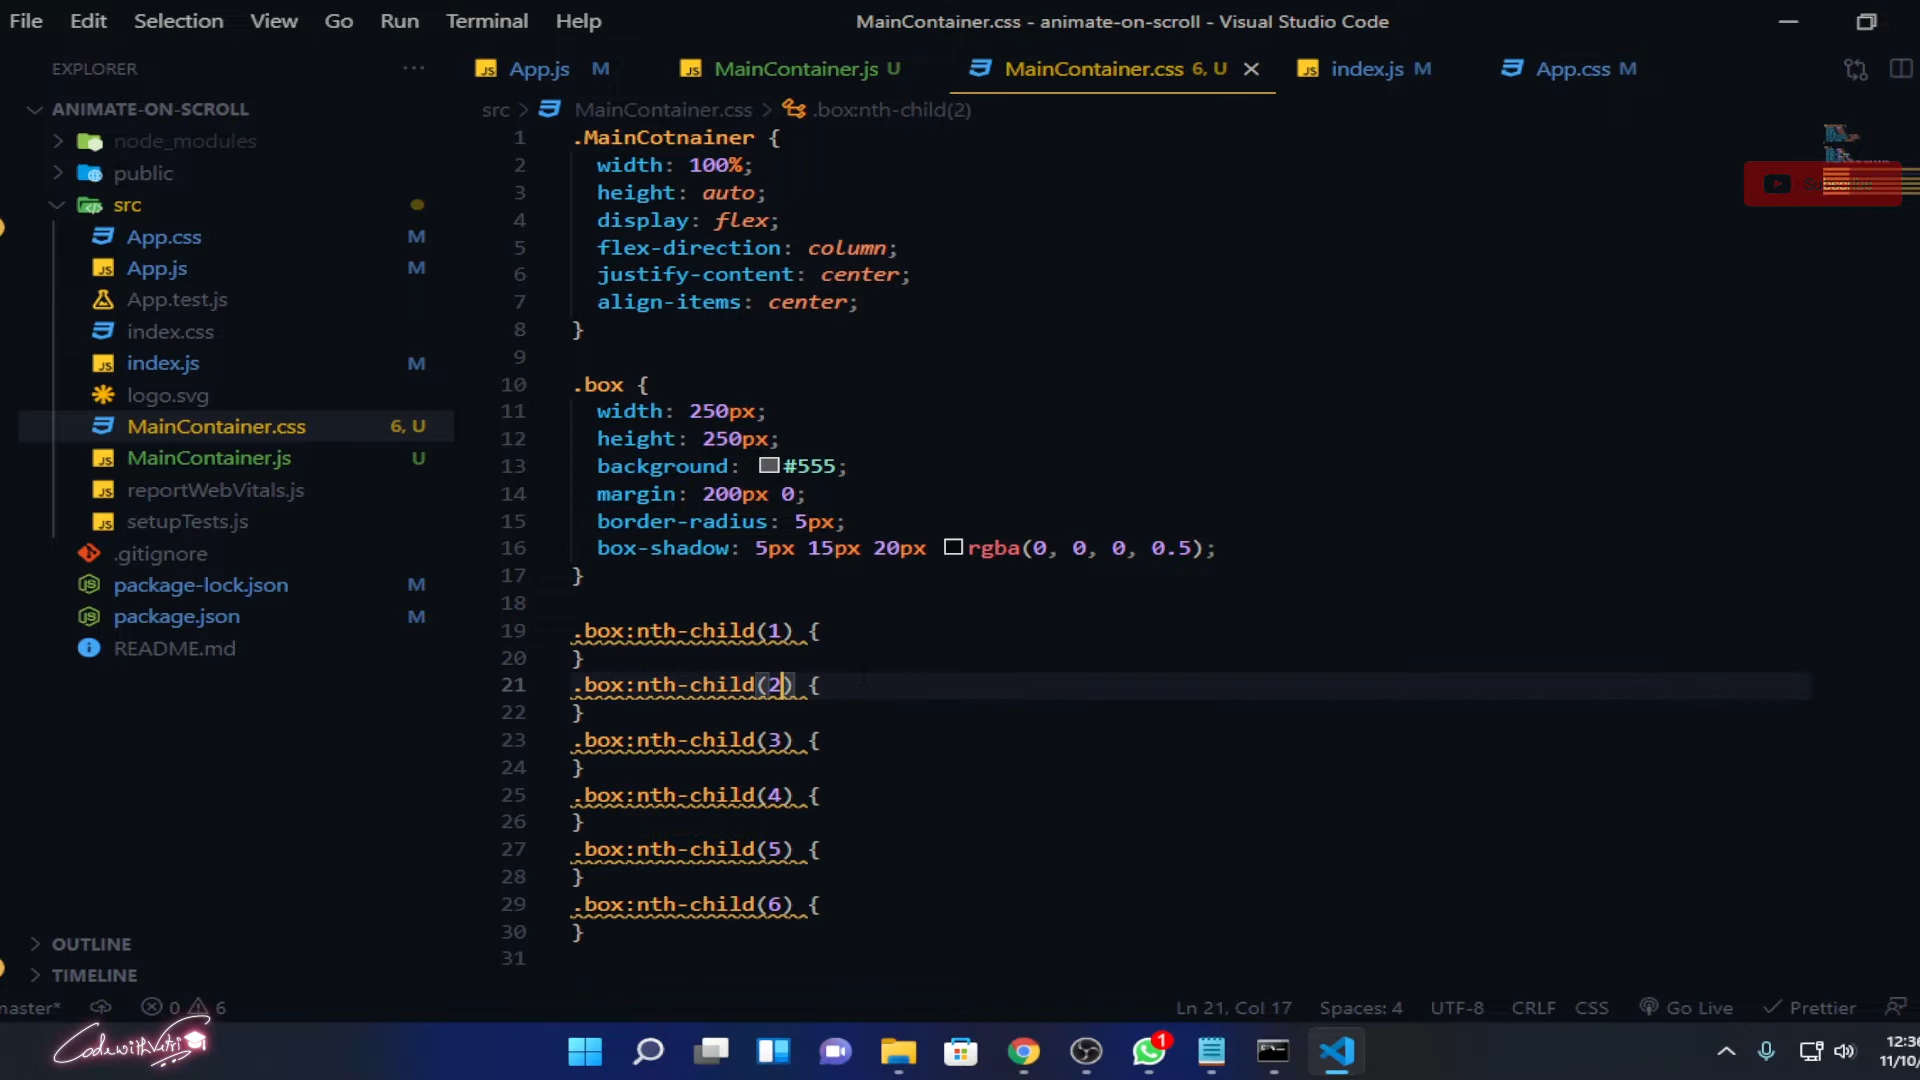 File Edit Selection View Go Run Terminal Help
MainContainer.css - animate-on-scroll - Visual Studio Code
EXPLORER ···
App.js M
MainContainer.js U
MainContainer.css 6, U
index.js M
App.css M
ANIMATE-ON-SCROLL
node_modules
public
src
App.css M
App.js M
App.test.js
index.css
index.js M
logo.svg
MainContainer.css 6, U
MainContainer.js U
reportWebVitals.js
setupTests.js
.gitignore
package-lock.json M
package.json M
README.md
OUTLINE
TIMELINE
src > MainContainer.css > .box:nth-child(2)
1 .MainCotnainer {
2 width: 100%;
3 height: auto;
4 display: flex;
5 flex-direction: column;
6 justify-content: center;
7 align-items: center;
8 }
9
10 .box {
11 width: 250px;
12 height: 250px;
13 background: #555;
14 margin: 200px 0;
15 border-radius: 5px;
16 box-shadow: 5px 15px 20px rgba(0, 0, 0, 0.5);
17 }
18
19 .box:nth-child(1) {
20 }
21 .box:nth-child(2) {
22 }
23 .box:nth-child(3) {
24 }
25 .box:nth-child(4) {
26 }
27 .box:nth-child(5) {
28 }
29 .box:nth-child(6) {
30 }
31
master* 0 6
Ln 21, Col 17 Spaces: 4 UTF-8 CRLF CSS Go Live Prettier
1
12:36
11/10/